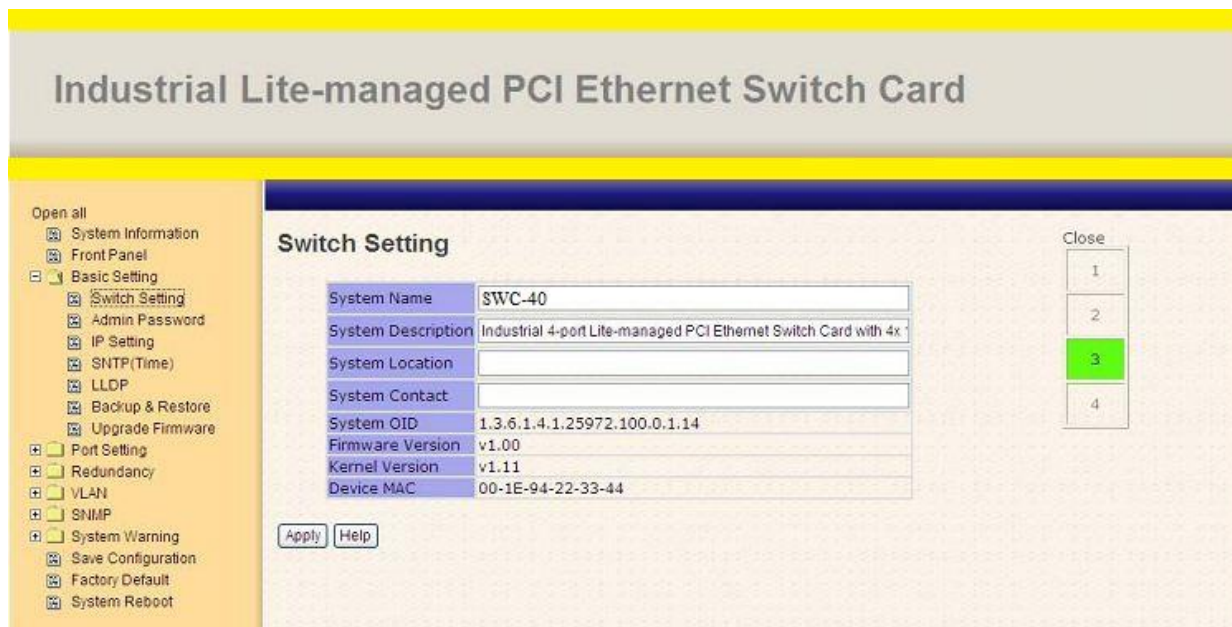 Industrial Lite-managed PCI Ethernet Switch Card
Open all
System Information
Front Panel
Basic Setting
Switch Setting
Admin Password
IP Setting
SNTP(Time)
LLDP
Backup & Restore
Upgrade Firmware
Port Setting
Redundancy
VLAN
SNMP
System Warning
Save Configuration
Factory Default
System Reboot
Switch Setting
System Name SWC-40
System Description Industrial 4-port Lite-managed PCI Ethernet Switch Card with 4x
System Location
System Contact
System OID 1.3.6.1.4.1.25972.100.0.1.14
Firmware Version v1.00
Kernel Version v1.11
Device MAC 00-1E-94-22-33-44
Apply Help
Close
1
2
3
4